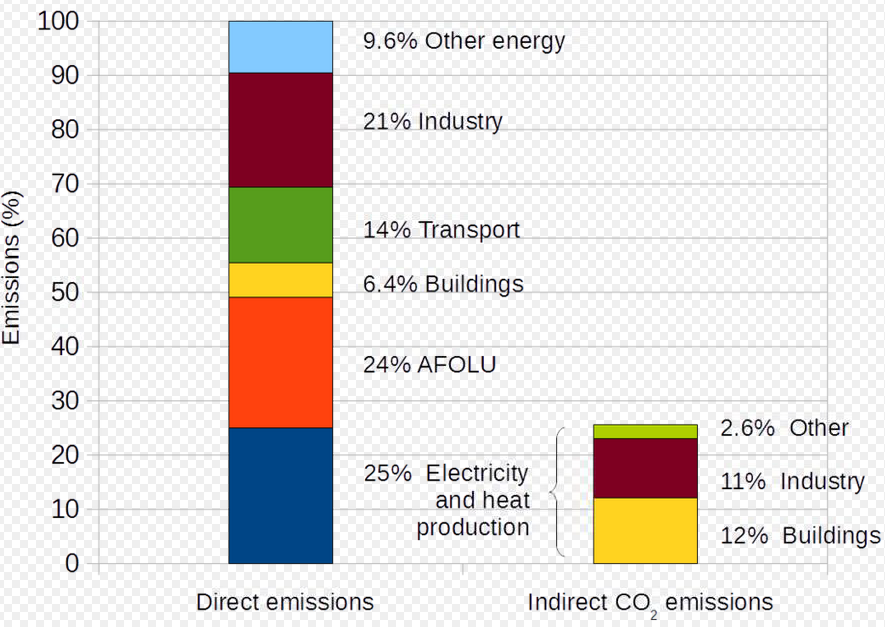 Emissions (%)
100
90
80
70
60
50
40
30
20
10
0
9.6% Other energy
21% Industry
14% Transport
6.4% Buildings
24% AFOLU
25% Electricity
and heat
production
2.6% Other
11% Industry
12% Buildings
Direct emissions
Indirect CO₂ emissions